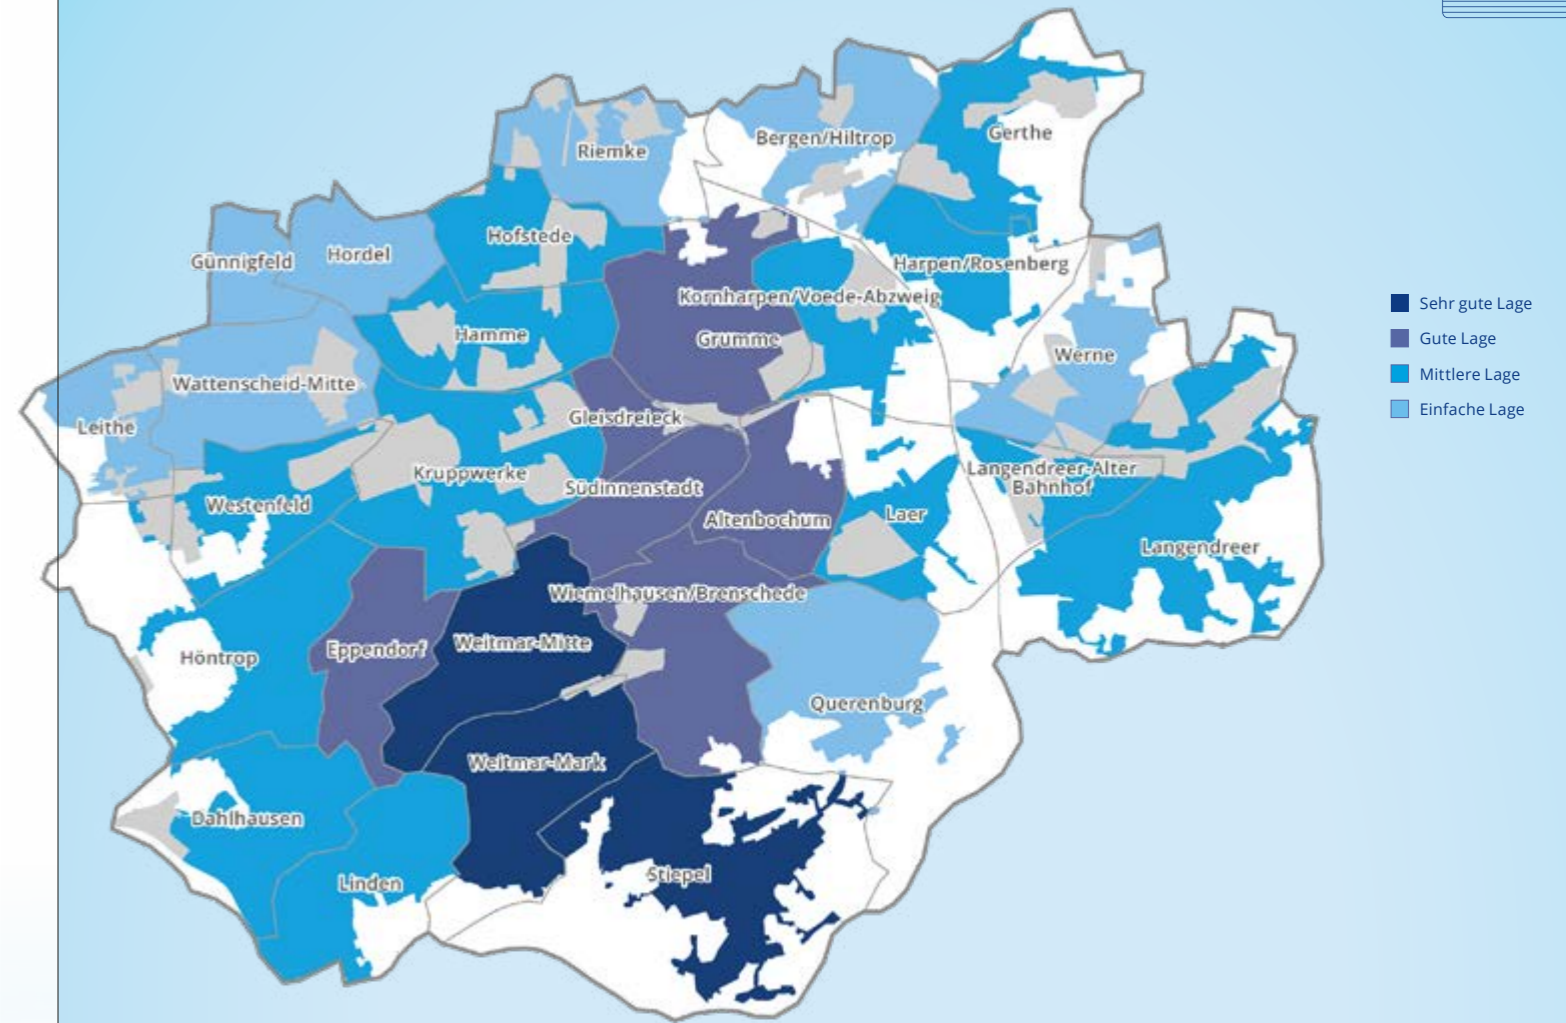 Gerthe
Bergen/Hiltrop
Riemke
Hofstede
Hordel
Günnigfeld
Harpen/Rosenberg
Kornharpen/Voede-Abzweig
Sehr gute Lage
Hamme
Grumme
Gute Lage
Werne
Wattenscheid-Mitte
Mittlere Lage
Einfache Lage
Leithe
Gleisdreieck
Kruppwerke
Langendreer-Alter
Bahnhof
Südinnenstadt
Westenfeld
Altenbochum
Laer
Langendreer
Wiemelhausen/Brenschede
Weitmar-Mitte
Eppendorf
Höntrop
Querenburg
Weitmar-Mark
Dahlhausen
Stiepel
Linden